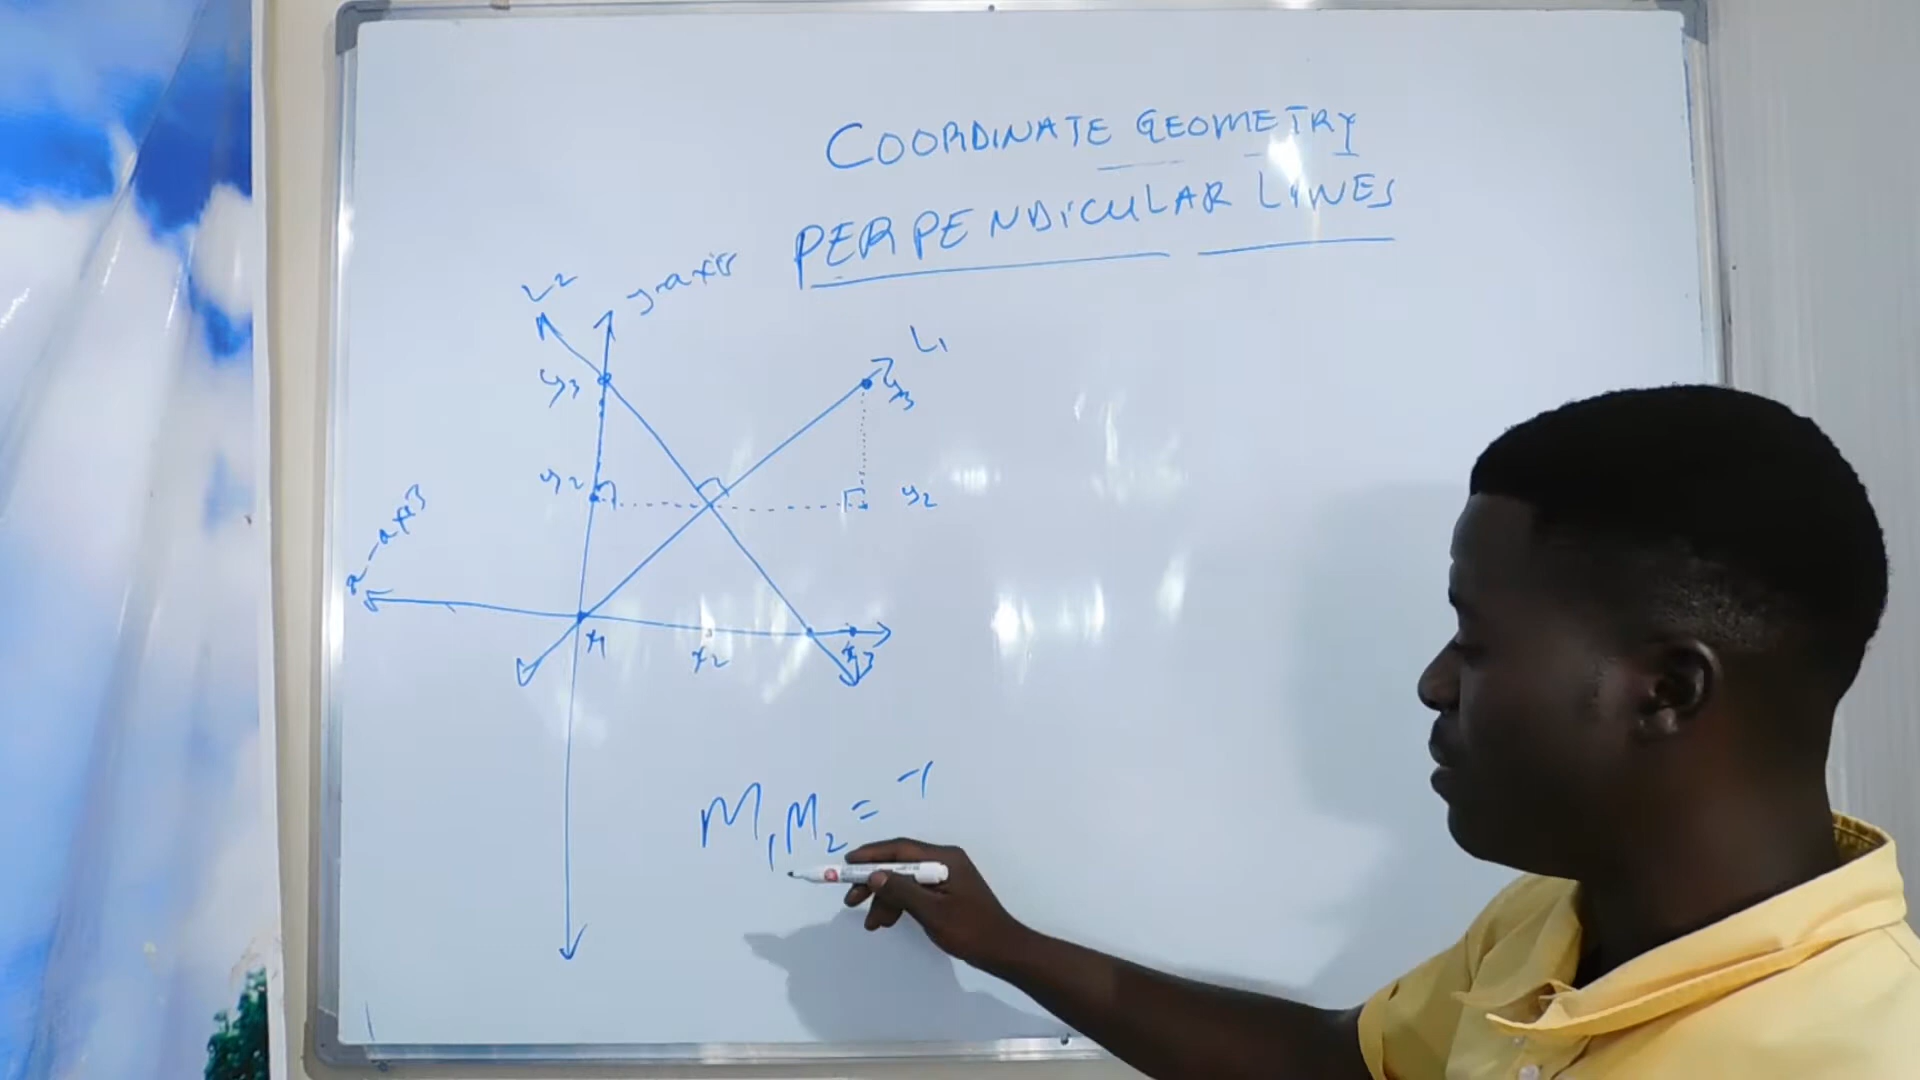 COORDINATE GEOMETRY
PERPENDICULAR LINES
L2
y-axis
L1
y3
y3
y2
y2
x-axis
x1
x2
x3
M1M2 = -1